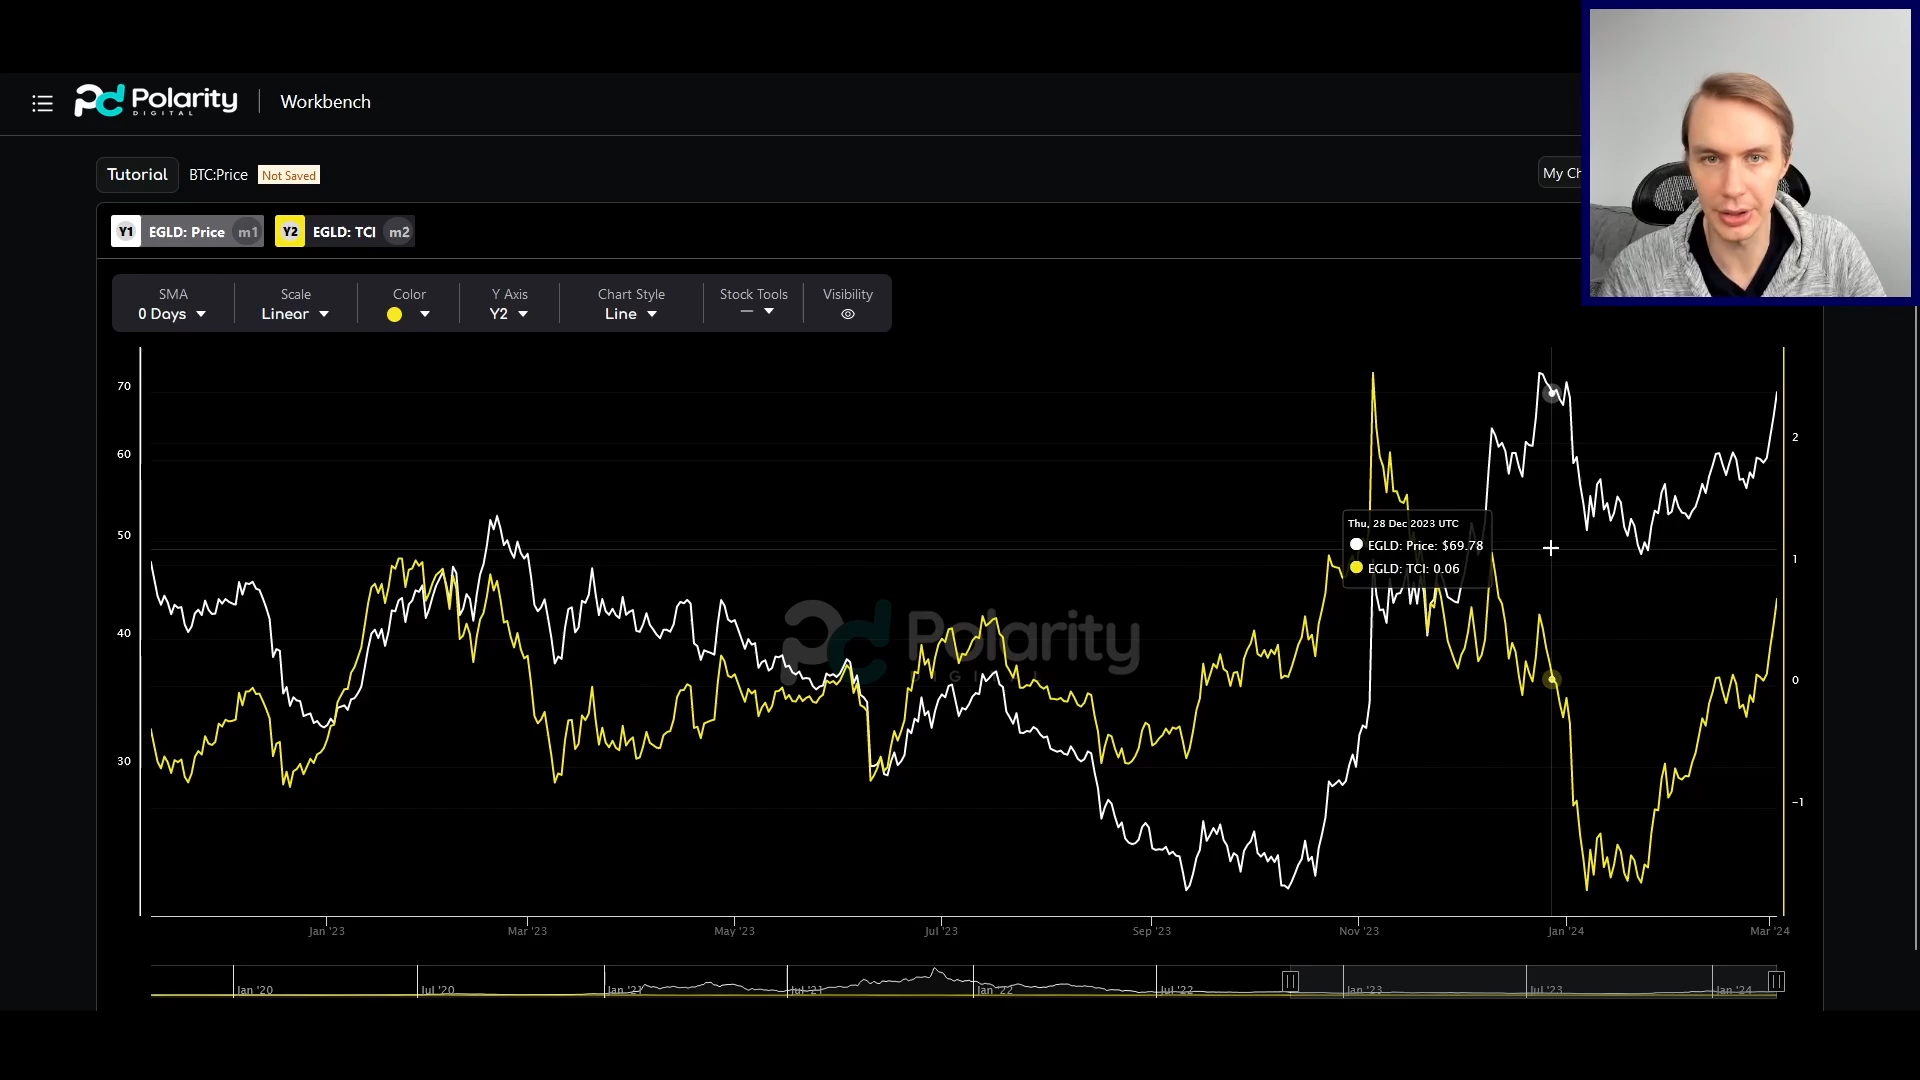 Polarity
DIGITAL
Workbench
Tutorial
BTC:Price
Not Saved
My Ch
Y1 EGLD: Price m1
Y2 EGLD: TCI m2
SMA
0 Days
Scale
Linear
Color
Y Axis
Y2
Chart Style
Line
Stock Tools
—
Visibility
70
60
50
40
30
2
1
0
-1
Thu, 28 Dec 2023 UTC
EGLD: Price: $69.78
EGLD: TCI: 0.06
Polarity
DIGITAL
Jan '23
Mar '23
May '23
Jul '23
Sep '23
Nov '23
Jan '24
Mar '24
Jan '20
Jul '20
Jan '21
Jul '21
Jan '22
Jul '22
Jan '23
Jul '23
Jan '24